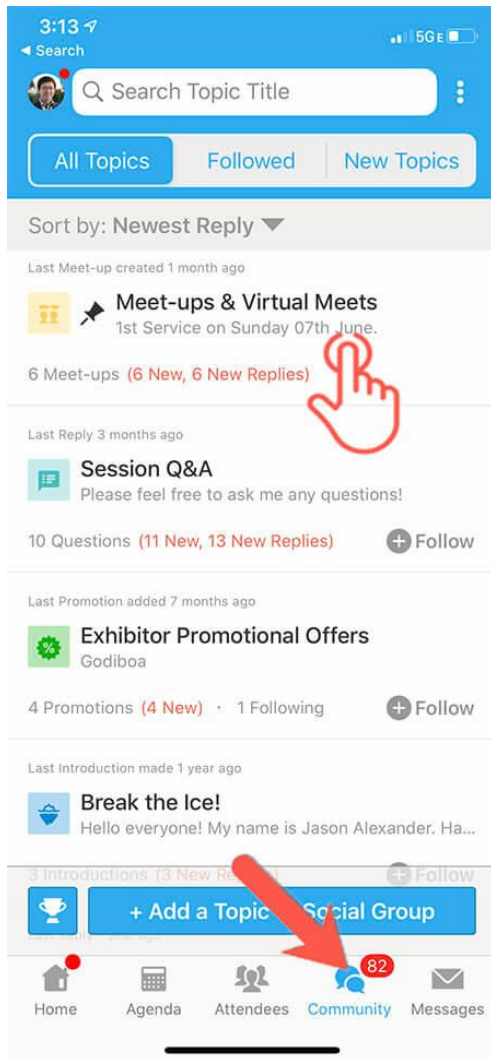 3:13
5G E
◀ Search
Search Topic Title
All Topics Followed New Topics
Sort by: Newest Reply
Last Meet-up created 1 month ago
Meet-ups & Virtual Meets
1st Service on Sunday 07th June.
6 Meet-ups (6 New, 6 New Replies)
Last Reply 3 months ago
Session Q&A
Please feel free to ask me any questions!
10 Questions (11 New, 13 New Replies) Follow
Last Promotion added 7 months ago
Exhibitor Promotional Offers
Godiboa
4 Promotions (4 New) · 1 Following Follow
Last Introduction made 1 year ago
Break the Ice!
Hello everyone! My name is Jason Alexander. Ha...
3 Introductions (3 New Follow
+ Add a Topic Social Group
82
Home Agenda Attendees Community Messages